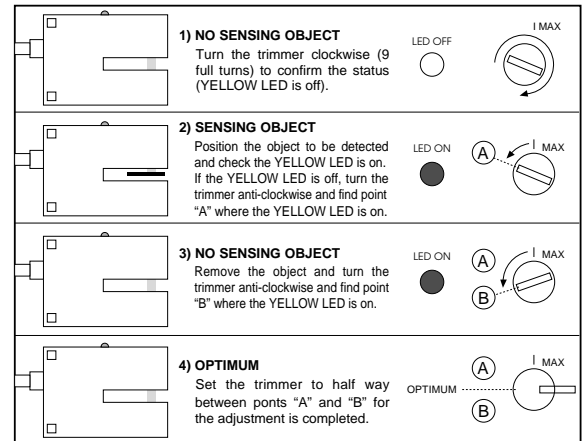 1) NO SENSING OBJECT
Turn the trimmer clockwise (9
full turns) to confirm the status
(YELLOW LED is off).
LED OFF
I MAX
2) SENSING OBJECT
Position the object to be detected
and check the YELLOW LED is on.
If the YELLOW LED is off, turn the
trimmer anti-clockwise and find point
“A” where the YELLOW LED is on.
LED ON
A
I MAX
3) NO SENSING OBJECT
Remove the object and turn the
trimmer anti-clockwise and find point
“B” where the YELLOW LED is on.
LED ON
A
B
I MAX
4) OPTIMUM
Set the trimmer to half way
between ponts “A” and “B” for
the adjustment is completed.
OPTIMUM
A
B
I MAX